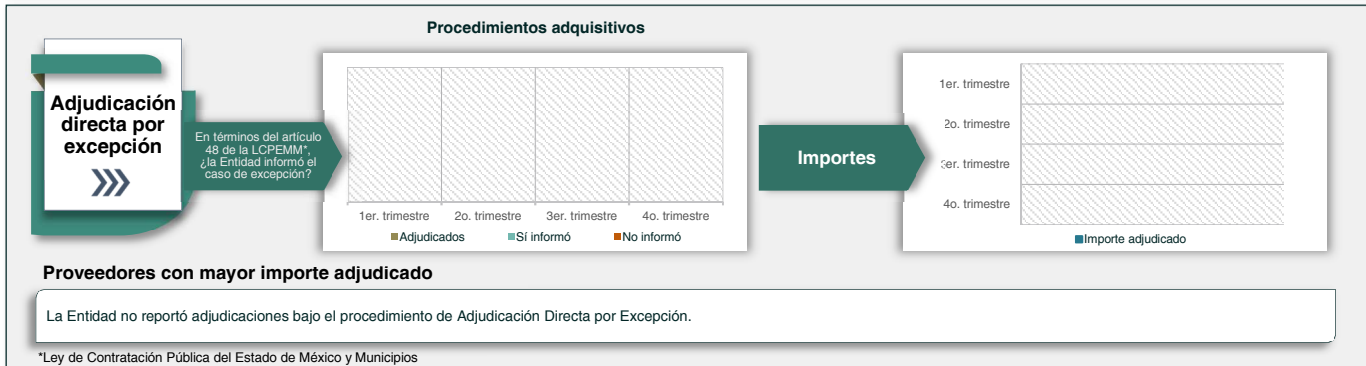 Procedimientos adquisitivos
Adjudicación
directa por
excepción
En términos del artículo
48 de la LCPEMM*,
¿la Entidad informó el
caso de excepción?
1er. trimestre 2o. trimestre 3er. trimestre 4o. trimestre
Adjudicados Sí informó No informó
Importes
1er. trimestre
2o. trimestre
3er. trimestre
4o. trimestre
Importe adjudicado
Proveedores con mayor importe adjudicado
La Entidad no reportó adjudicaciones bajo el procedimiento de Adjudicación Directa por Excepción.
*Ley de Contratación Pública del Estado de México y Municipios